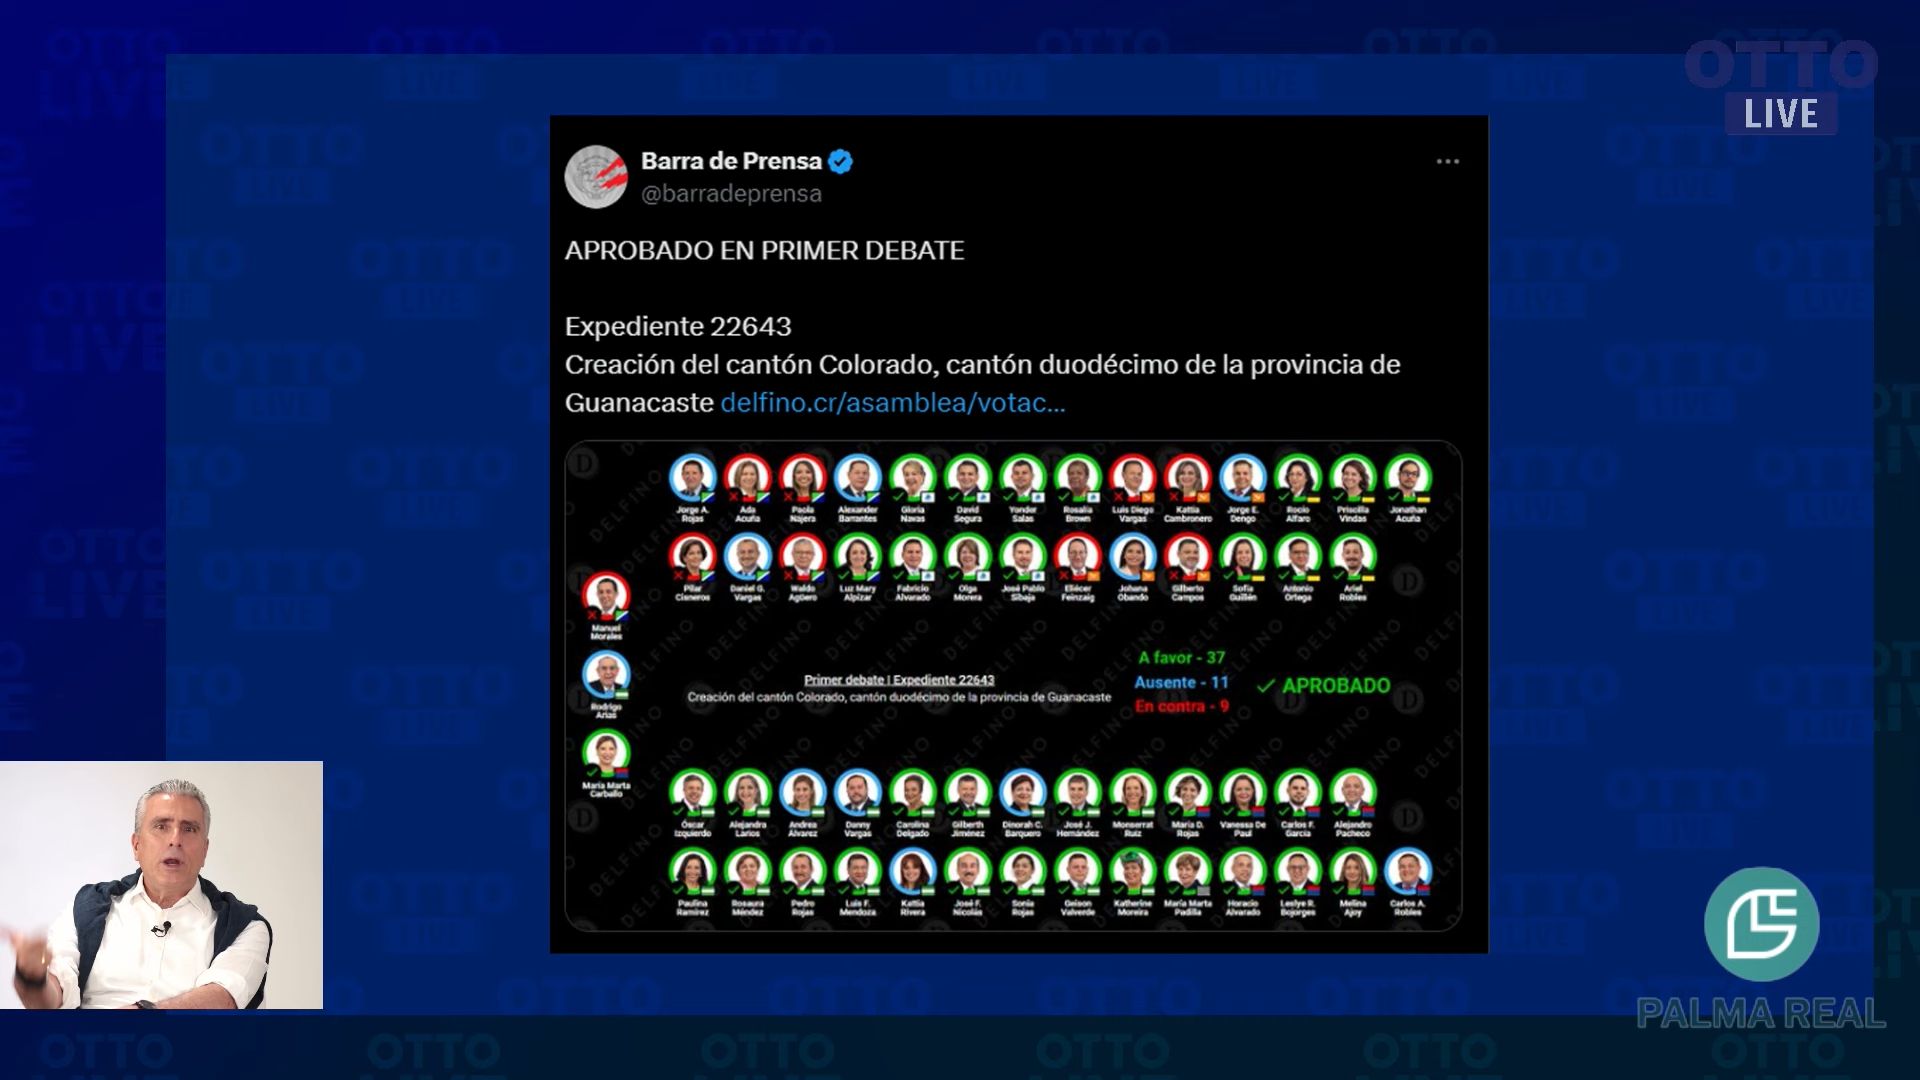 OTTO
LIVE
Barra de Prensa
@barradeprensa
APROBADO EN PRIMER DEBATE
Expediente 22643
Creación del cantón Colorado, cantón duodécimo de la provincia de
Guanacaste delfino.cr/asamblea/votac...
Jorge A. Rojas
Ada Acuña
Paola Nájera
Alexander Barrantes
Gloria Navas
David Segura
Yonder Salas
Rosalía Brown
Luis Diego Vargas
Kattia Cambronero
Jorge E. Dengo
Rocío Alfaro
Priscilla Vindas
Jonathan Acuña
Pilar Cisneros
Daniel G. Vargas
Waldo Agüero
Luz Mary Alpízar
Fabricio Alvarado
Olga Morera
José Pablo Sibaja
Eliécer Feinzaig
Johana Obando
Gilberto Campos
Sofía Guillén
Antonio Ortega
Ariel Robles
Manuel Morales
Rodrigo Arias
María Marta Carballo
Primer debate | Expediente 22643
Creación del cantón Colorado, cantón duodécimo de la provincia de Guanacaste
A favor - 37
Ausente - 11
En contra - 9
APROBADO
Óscar Izquierdo
Alejandra Larios
Andrea Álvarez
Danny Vargas
Carolina Delgado
Gilberth Jiménez
Dinorah C. Barquero
José J. Hernández
Monserrat Ruiz
María D. Rojas
Vanessa De Paul
Carlos F. García
Alejandro Pacheco
Paulina Ramírez
Rosaura Méndez
Pedro Rojas
Luis F. Mendoza
Kattia Rivera
José F. Nicolás
Sonia Rojas
Geison Valverde
Katherine Moreira
María Marta Padilla
Horacio Alvarado
Leslye R. Bojorges
Melina Ajoy
Carlos A. Robles
PALMA REAL